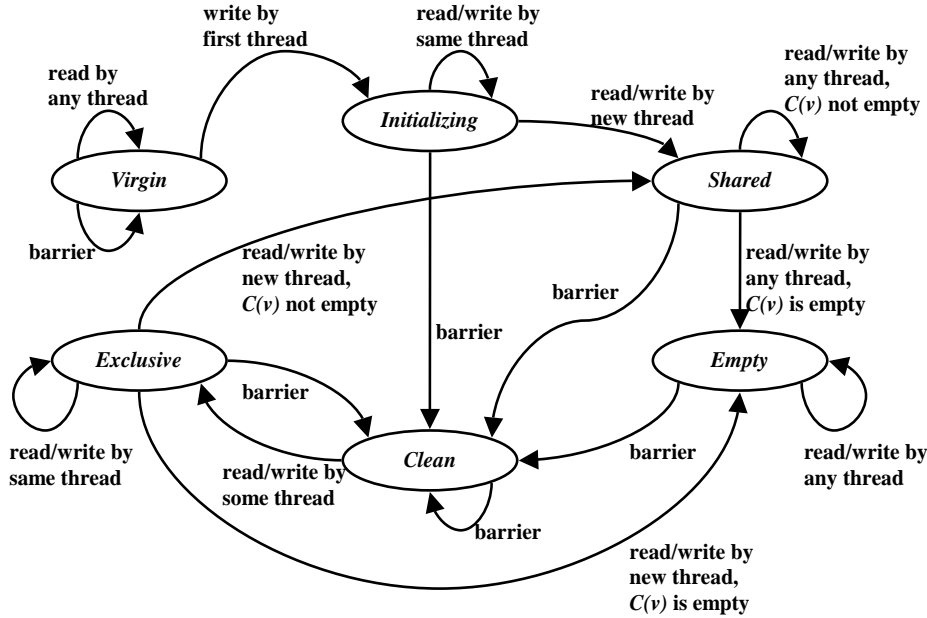 write by
first thread
read/write by
same thread
read/write by
any thread,
C(v) not empty
read by
any thread
read/write by
new thread
Initializing
Virgin
Shared
barrier
read/write by
new thread,
C(v) not empty
barrier
read/write by
any thread,
C(v) is empty
barrier
Exclusive
Empty
barrier
read/write by
same thread
read/write by
some thread
Clean
barrier
read/write by
any thread
barrier
read/write by
new thread,
C(v) is empty